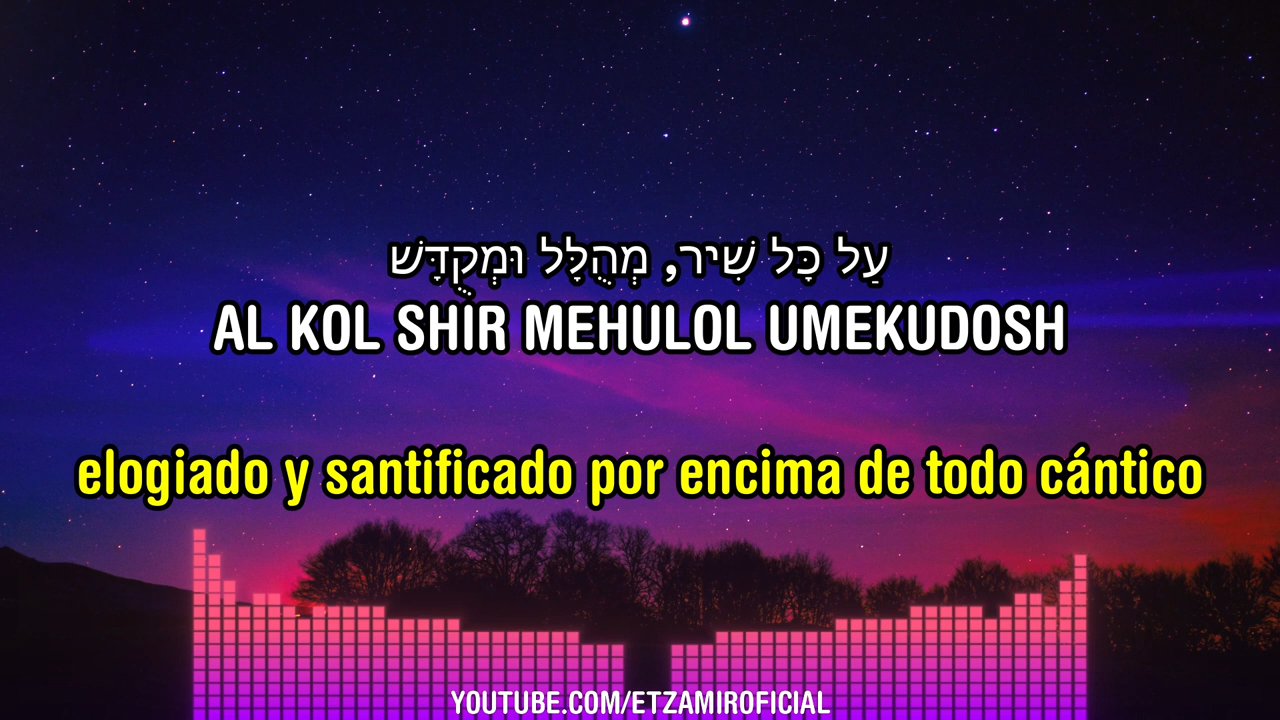 עַל כָּל שִׁיר, מְהֻלָּל וּמְקֻדָּשׁ
AL KOL SHIR MEHULOL UMEKUDOSH
elogiado y santificado por encima de todo cántico
YOUTUBE.COM/ETZAMIROFICIAL